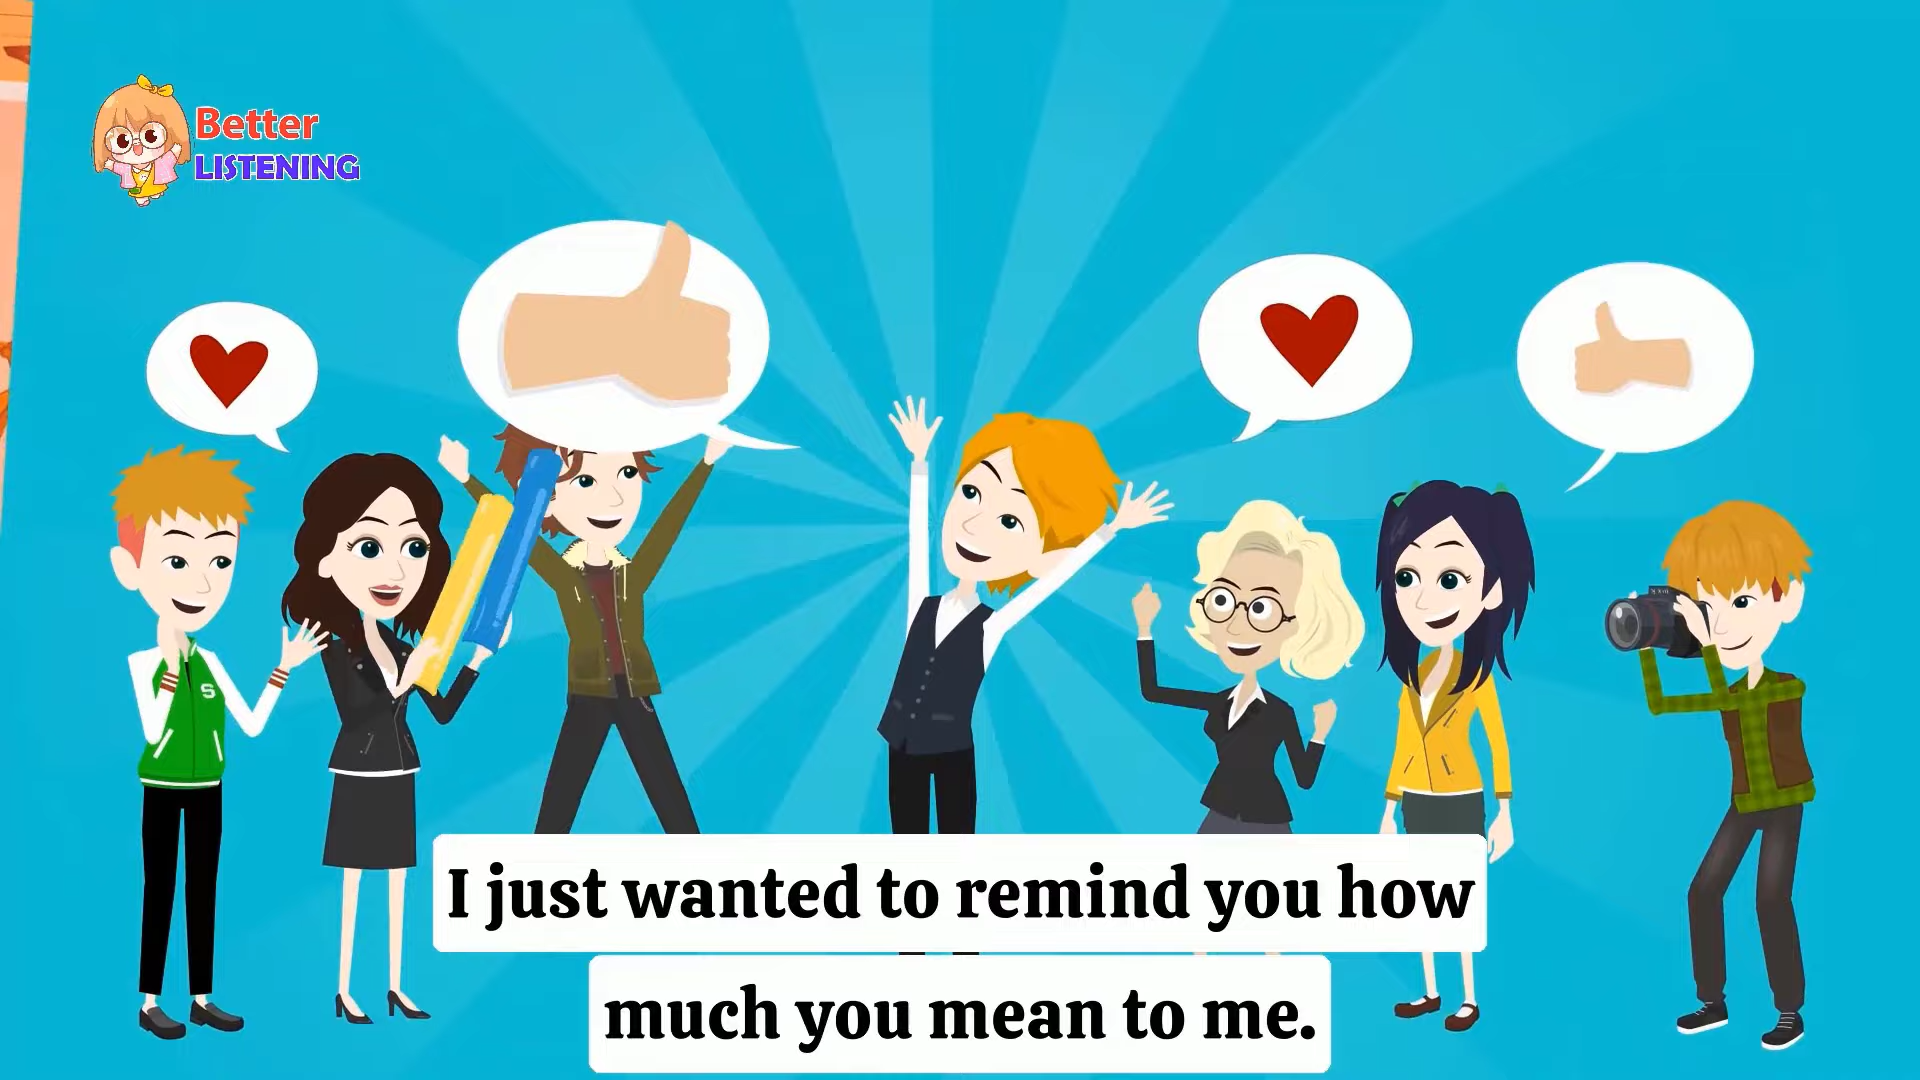 Better
LISTENING
S
I just wanted to remind you how
much you mean to me.